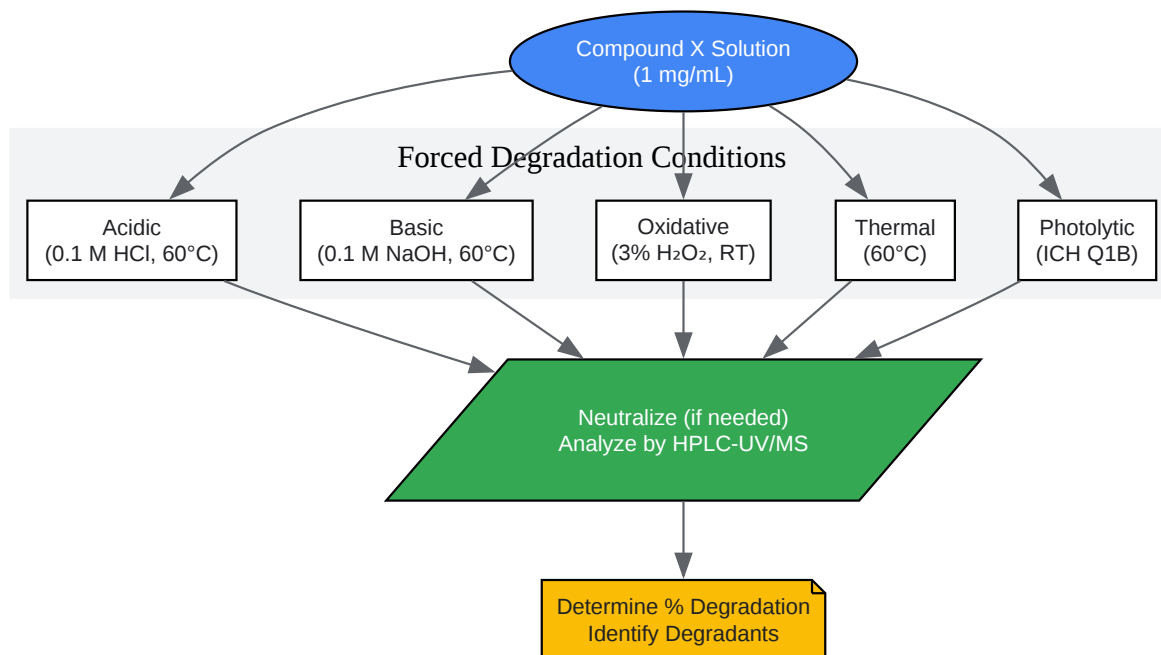 Compound X Solution
(1 mg/mL)
Forced Degradation Conditions
Acidic
(0.1 M HCl, 60°C)
Basic
(0.1 M NaOH, 60°C)
Oxidative
(3% H₂O₂, RT)
Thermal
(60°C)
Photolytic
(ICH Q1B)
Neutralize (if needed)
Analyze by HPLC-UV/MS
Determine % Degradation
Identify Degradants